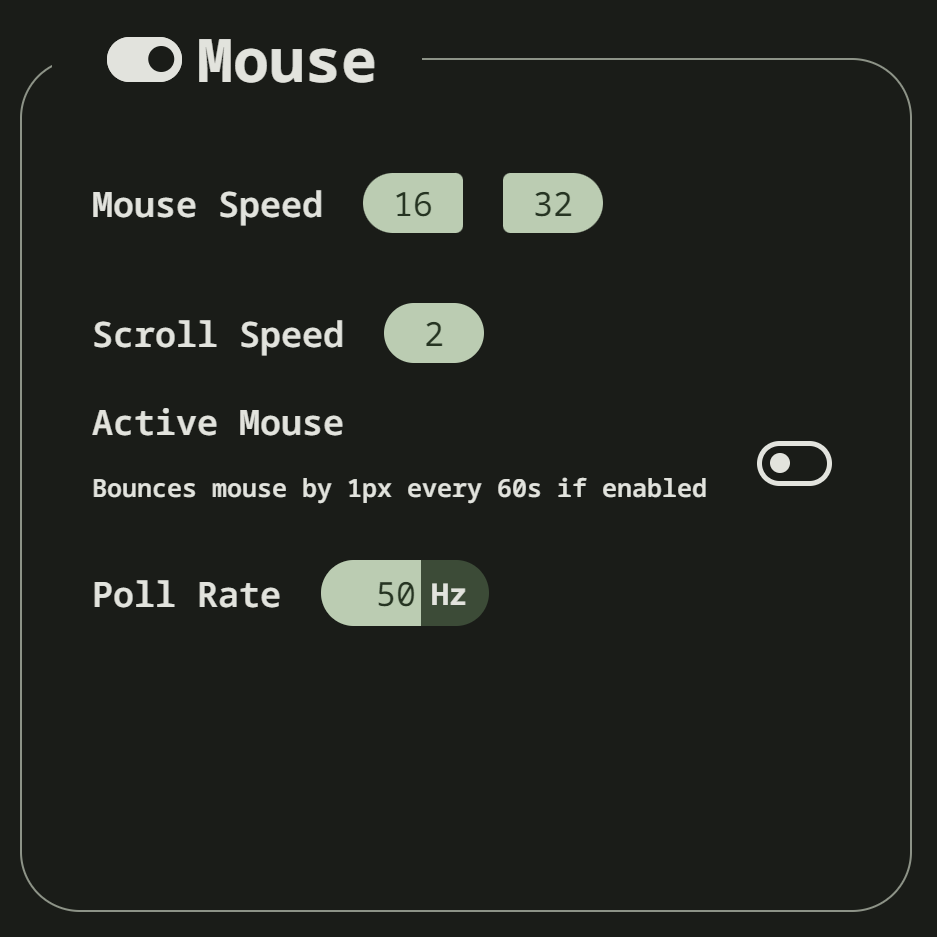 Mouse
Mouse Speed 16 32
Scroll Speed 2
Active Mouse
Bounces mouse by 1px every 60s if enabled
Poll Rate 50 Hz